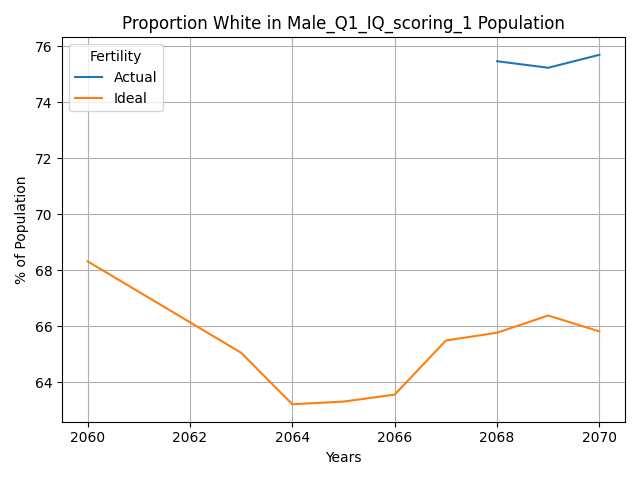 Proportion White in Male_Q1_IQ_scoring_1 Population
Fertility
Actual
Ideal
% of Population
76
74
72
70
68
66
64
2060 2062 2064 2066 2068 2070
Years